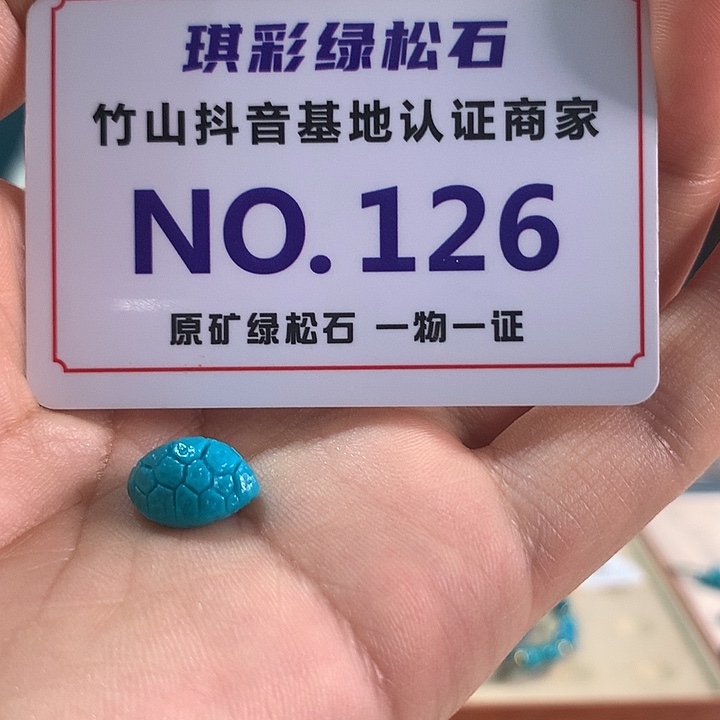 琪彩绿松石
竹山抖音基地认证商家
NO.126
原矿绿松石 一物一证